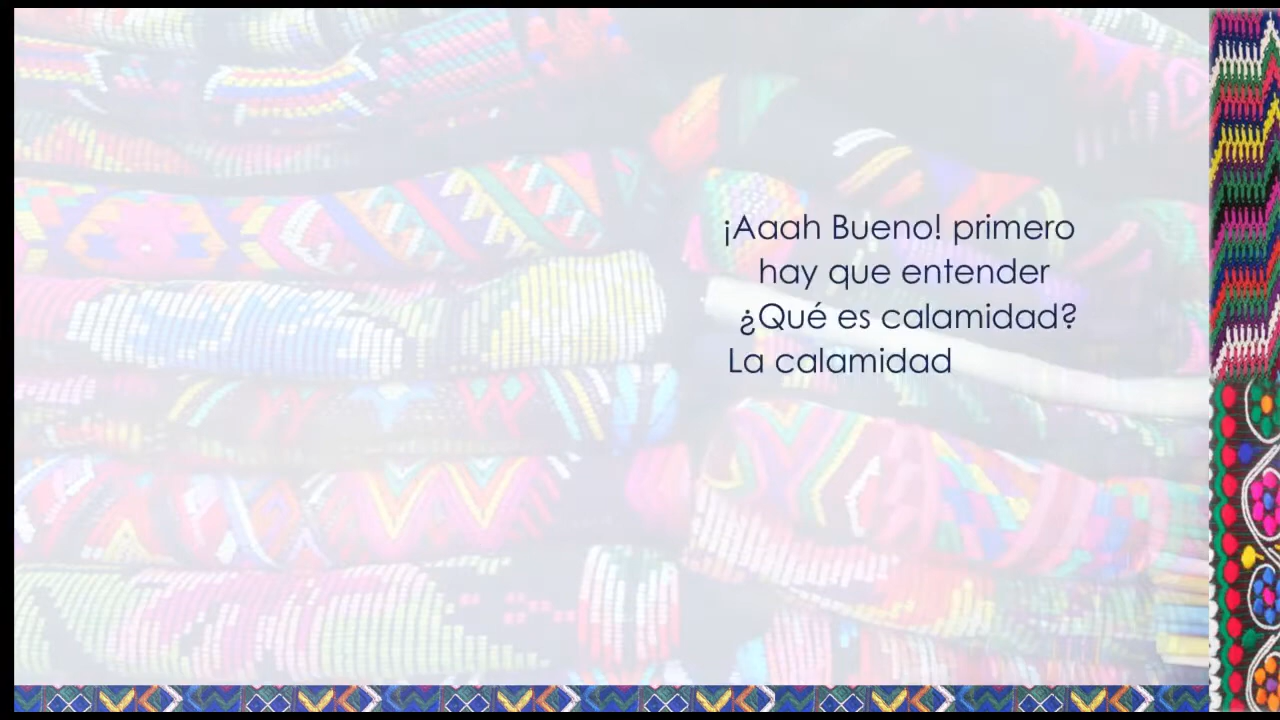 ¡Aaah Bueno! primero
hay que entender
¿Qué es calamidad?
La calamidad